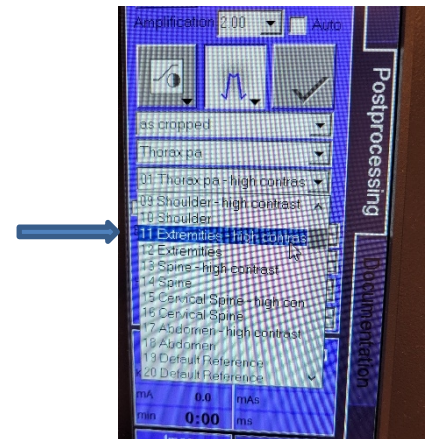 Amplification 2.00 Auto
as cropped
Thorax pa
01 Thorax pa - high contras
09 Shoulder - high contrast
10 Shoulder
11 Extremities - high contras
12 Extremities
13 Spine - high contrast
14 Spine
15 Cervical Spine - high con
16 Cervical Spine
17 Abdomen - high contrast
18 Abdomen
19 Default Reference
20 Default Reference
mA 0.0 mAs
min 0:00 ms
Postprocessing
Documentation